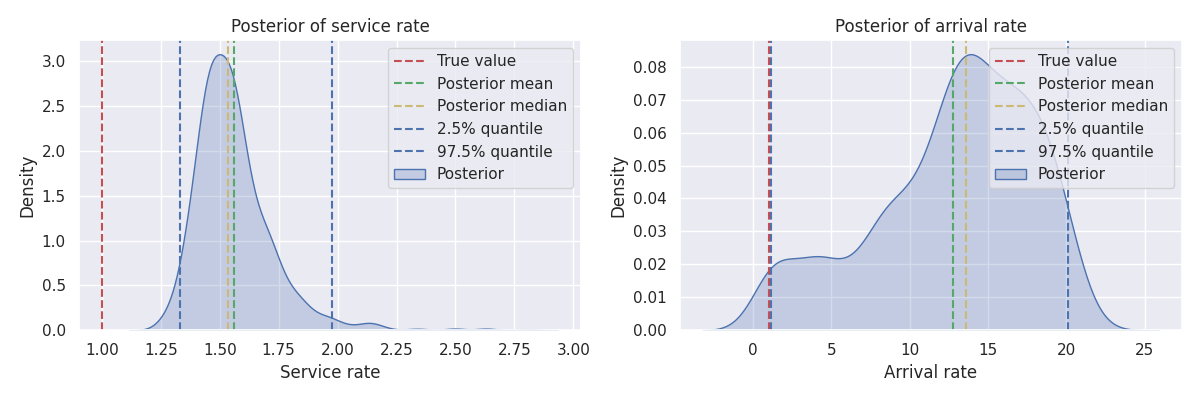 Posterior of service rate
Density
3.0
2.5
2.0
1.5
1.0
0.5
0.0
True value
Posterior mean
Posterior median
2.5% quantile
97.5% quantile
Posterior
1.00 1.25 1.50 1.75 2.00 2.25 2.50 2.75 3.00
Service rate
Posterior of arrival rate
Density
0.08
0.07
0.06
0.05
0.04
0.03
0.02
0.01
0.00
True value
Posterior mean
Posterior median
2.5% quantile
97.5% quantile
Posterior
0 5 10 15 20 25
Arrival rate